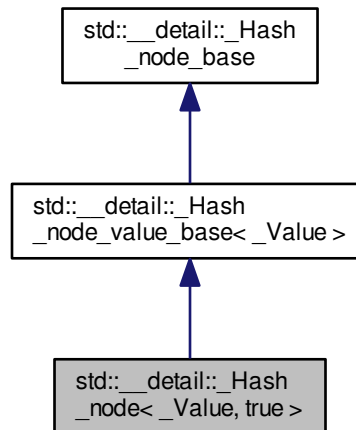 std::__detail::_Hash
_node_base
std::__detail::_Hash
_node_value_base< _Value >
std::__detail::_Hash
_node< _Value, true >